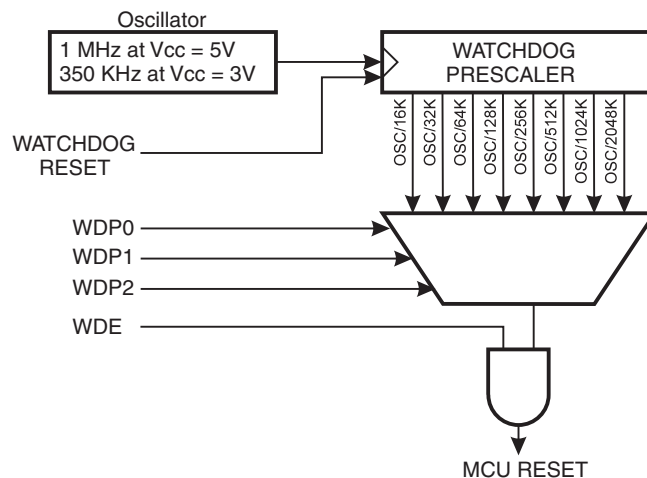 Oscillator
1 MHz at Vcc = 5V
350 KHz at Vcc = 3V
WATCHDOG
PRESCALER
OSC/16K
OSC/32K
OSC/64K
OSC/128K
OSC/256K
OSC/512K
OSC/1024K
OSC/2048K
WATCHDOG
RESET
WDP0
WDP1
WDP2
WDE
MCU RESET